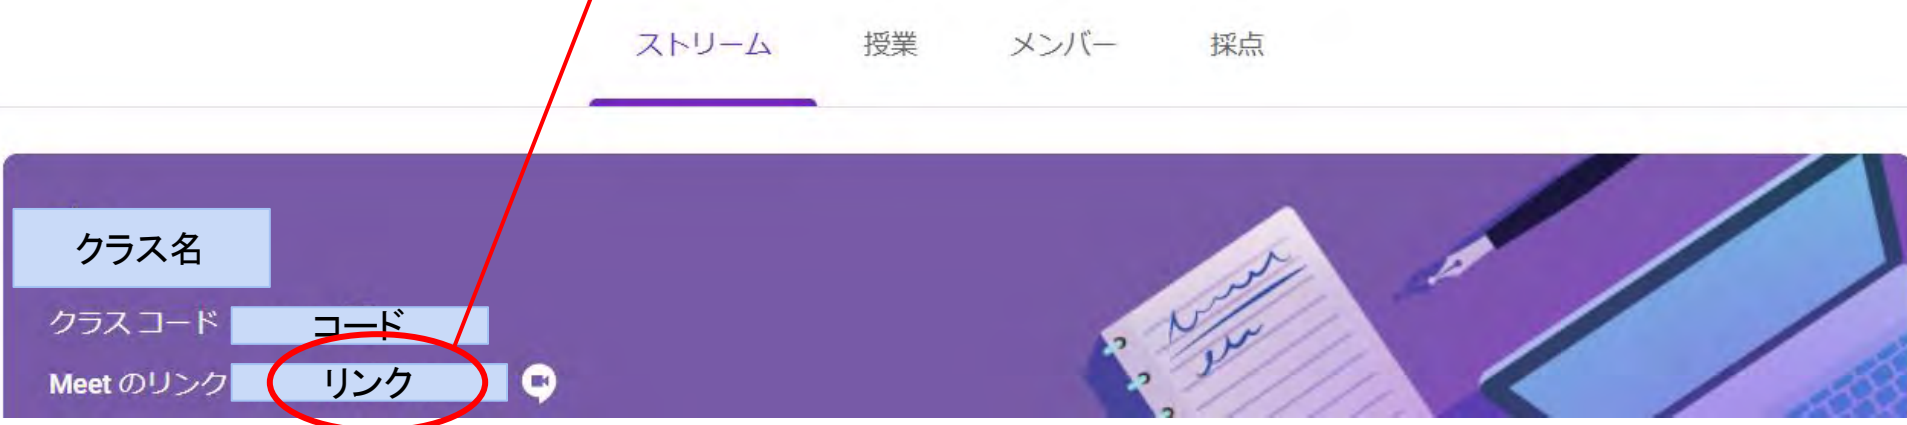 ストリーム 授業 メンバー 採点
クラス名
クラス コード コード
Meet のリンク リンク